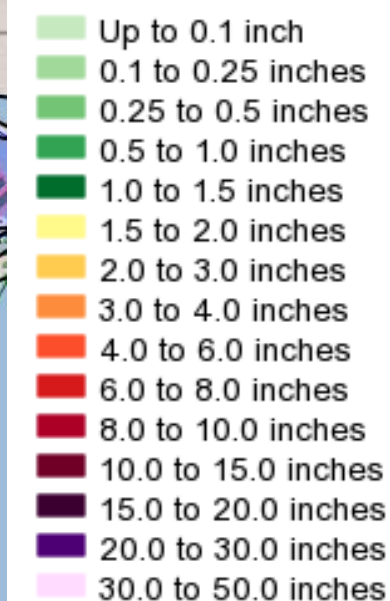 Up to 0.1 inch
0.1 to 0.25 inches
0.25 to 0.5 inches
0.5 to 1.0 inches
1.0 to 1.5 inches
1.5 to 2.0 inches
2.0 to 3.0 inches
3.0 to 4.0 inches
4.0 to 6.0 inches
6.0 to 8.0 inches
8.0 to 10.0 inches
10.0 to 15.0 inches
15.0 to 20.0 inches
20.0 to 30.0 inches
30.0 to 50.0 inches